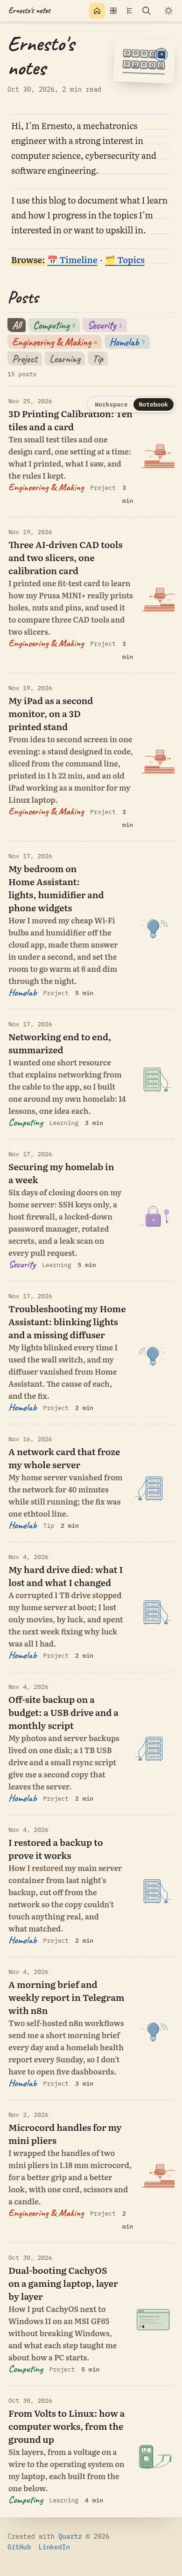 Ernesto's notes
Ernesto's
notes
Oct 30, 2026, 2 min read
Hi, I'm Ernesto, a mechatronics
engineer with a strong interest in
computer science, cybersecurity and
software engineering.
I use this blog to document what I learn
and how I progress in the topics I'm
interested in or want to upskill in.
Browse: 📅 Timeline · 🗂️ Topics
Posts
All Computing 3 Security 1
Engineering & Making 4 Homelab 7
Project Learning Tip
15 posts
Workspace Notebook
Nov 25, 2026
3D Printing Calibration: Ten
tiles and a card
Ten small test tiles and one
design card, one setting at a time:
what I printed, what I saw, and
the rules I kept.
Engineering & Making Project 3
min
Nov 19, 2026
Three AI-driven CAD tools
and two slicers, one
calibration card
I printed one fit-test card to learn
how my Prusa MINI+ really prints
holes, nuts and pins, and used it
to compare three CAD tools and
two slicers.
Engineering & Making Project 3
min
Nov 19, 2026
My iPad as a second
monitor, on a 3D
printed stand
From idea to second screen in one
evening: a stand designed in code,
sliced from the command line,
printed in 1 h 22 min, and an old
iPad working as a monitor for my
Linux laptop.
Engineering & Making Project 3
min
Nov 17, 2026
My bedroom on
Home Assistant:
lights, humidifier and
phone widgets
How I moved my cheap Wi-Fi
bulbs and humidifier off the
cloud app, made them answer
in under a second, and set the
room to go warm at 6 and dim
through the night.
Homelab Project 5 min
Nov 17, 2026
Networking end to end,
summarized
I wanted one short resource
that explains networking from
the cable to the app, so I built
one around my own homelab: 14
lessons, one idea each.
Computing Learning 3 min
Nov 17, 2026
Securing my homelab in
a week
Six days of closing doors on my
home server: SSH keys only, a
host firewall, a locked-down
password manager, rotated
secrets, and a leak scan on
every pull request.
Security Learning 5 min
Nov 17, 2026
Troubleshooting my Home
Assistant: blinking lights
and a missing diffuser
My lights blinked every time I
used the wall switch, and my
diffuser vanished from Home
Assistant. The cause of each,
and the fix.
Homelab Project 2 min
Nov 16, 2026
A network card that froze
my whole server
My home server vanished from
the network for 40 minutes
while still running; the fix was
one ethtool line.
Homelab Tip 2 min
Nov 4, 2026
My hard drive died: what I
lost and what I changed
A corrupted 1 TB drive stopped
my home server at boot; I lost
only movies, by luck, and spent
the next week fixing why luck
was all I had.
Homelab Project 2 min
Nov 4, 2026
Off-site backup on a
budget: a USB drive and a
monthly script
My photos and server backups
lived on one disk; a 1 TB USB
drive and a small rsync script
give me a second copy that
leaves the server.
Homelab Project 2 min
Nov 4, 2026
I restored a backup to
prove it works
How I restored my main server
container from last night's
backup, cut off from the
network so the copy couldn't
touch anything real, and
what matched.
Homelab Project 2 min
Nov 4, 2026
A morning brief and
weekly report in Telegram
with n8n
Two self-hosted n8n workflows
send me a short morning brief
every day and a homelab health
report every Sunday, so I don't
have to open five dashboards.
Homelab Project 3 min
Nov 2, 2026
Microcord handles for my
mini pliers
I wrapped the handles of two
mini pliers in 1.18 mm microcord,
for a better grip and a better
look, with one cord, scissors and
a candle.
Engineering & Making Project 2
min
Oct 30, 2026
Dual-booting CachyOS
on a gaming laptop, layer
by layer
How I put CachyOS next to
Windows 11 on an MSI GF65
without breaking Windows,
and what each step taught me
about how a PC starts.
Computing Project 5 min
Oct 30, 2026
From Volts to Linux: how a
computer works, from the
ground up
Six layers, from a voltage on a
wire to the operating system on
my laptop, each built from the
one below.
Computing Learning 4 min
Created with Quartz © 2026
GitHub LinkedIn